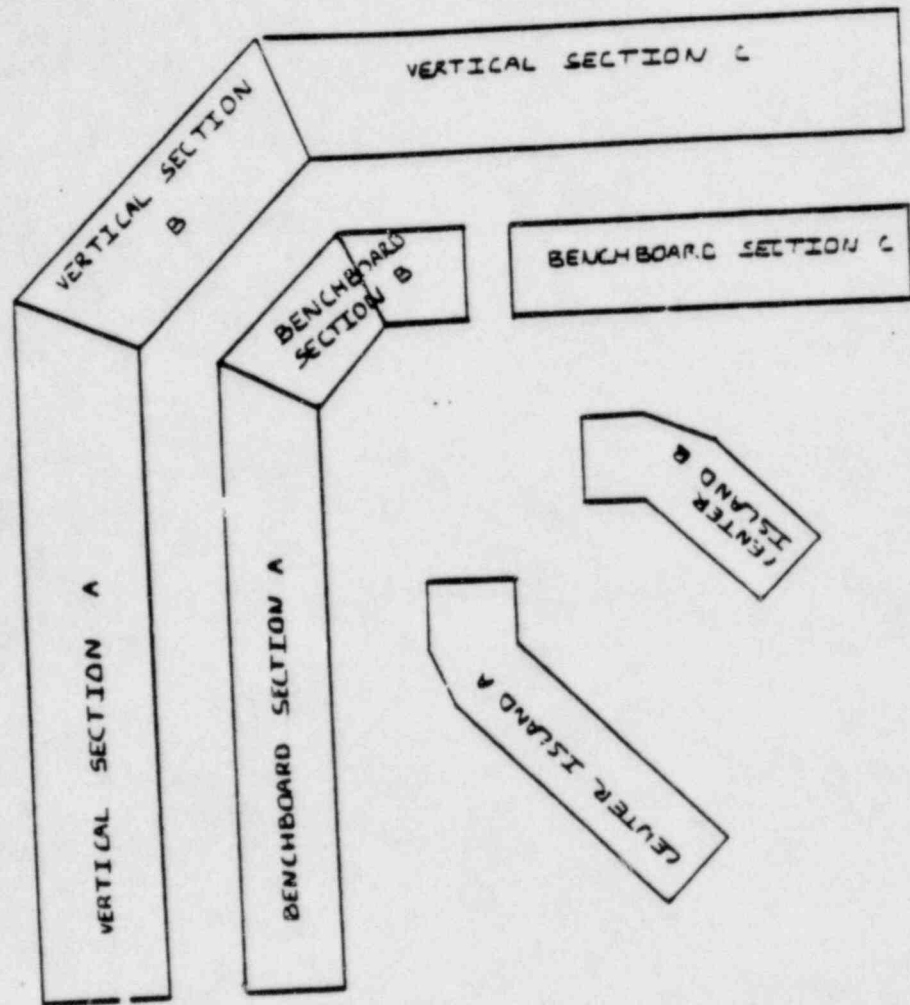 VERTICAL SECTION C
VERTICAL SECTION
B
BENCHBOARD
SECTION B
BENCHBOARD SECTION C
CENTER
ISLAND B
VERTICAL SECTION A
BENCHBOARD SECTION A
CENTER ISLAND A